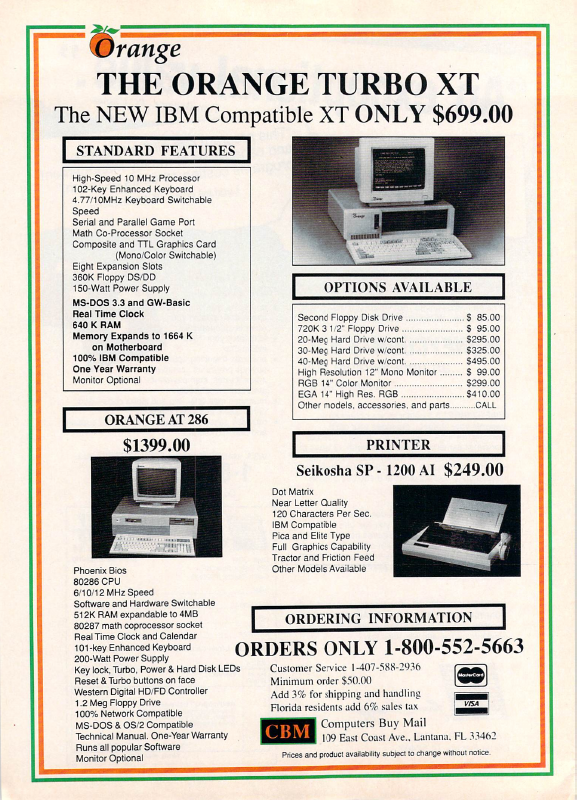 Orange
THE ORANGE TURBO XT
The NEW IBM Compatible XT ONLY $699.00
STANDARD FEATURES
High-Speed 10 MHz Processor
102-Key Enhanced Keyboard
4.77/10MHz Keyboard Switchable
Speed
Serial and Parallel Game Port
Math Co-Processor Socket
Composite and TTL Graphics Card
(Mono/Color Switchable)
Eight Expansion Slots
360K Floppy DS/DD
150-Watt Power Supply
MS-DOS 3.3 and GW-Basic
Real Time Clock
640 K RAM
Memory Expands to 1664 K
on Motherboard
100% IBM Compatible
One Year Warranty
Monitor Optional
OPTIONS AVAILABLE
Second Floppy Disk Drive ..................... $ 85.00
720K 3 1/2" Floppy Drive ...................... $ 95.00
20-Meg Hard Drive w/cont. .................... $295.00
30-Meg Hard Drive w/cont. .................... $325.00
40-Meg Hard Drive w/cont. .................... $495.00
High Resolution 12" Mono Monitor ........ $ 99.00
RGB 14" Color Monitor ......................... $299.00
EGA 14" High Res. RGB ...................... $410.00
Other models, accessories, and parts..........CALL
ORANGE AT 286
$1399.00
Phoenix Bios
80286 CPU
6/10/12 MHz Speed
Software and Hardware Switchable
512K RAM expandable to 4MB
80287 math coprocessor socket
Real Time Clock and Calendar
101-key Enhanced Keyboard
200-Watt Power Supply
Key lock, Turbo, Power & Hard Disk LEDs
Reset & Turbo buttons on face
Western Digital HD/FD Controller
1.2 Meg Floppy Drive
100% Network Compatible
MS-DOS & OS/2 Compatible
Technical Manual. One-Year Warranty
Runs all popular Software
Monitor Optional
PRINTER
Seikosha SP - 1200 AI $249.00
Dot Matrix
Near Letter Quality
120 Characters Per Sec.
IBM Compatible
Pica and Elite Type
Full Graphics Capability
Tractor and Friction Feed
Other Models Available
ORDERING INFORMATION
ORDERS ONLY 1-800-552-5663
Customer Service 1-407-588-2936
Minimum order $50.00
Add 3% for shipping and handling
Florida residents add 6% sales tax
MasterCard
VISA
CBM Computers Buy Mail
109 East Coast Ave., Lantana, FL 33462
Prices and product availability subject to change without notice.